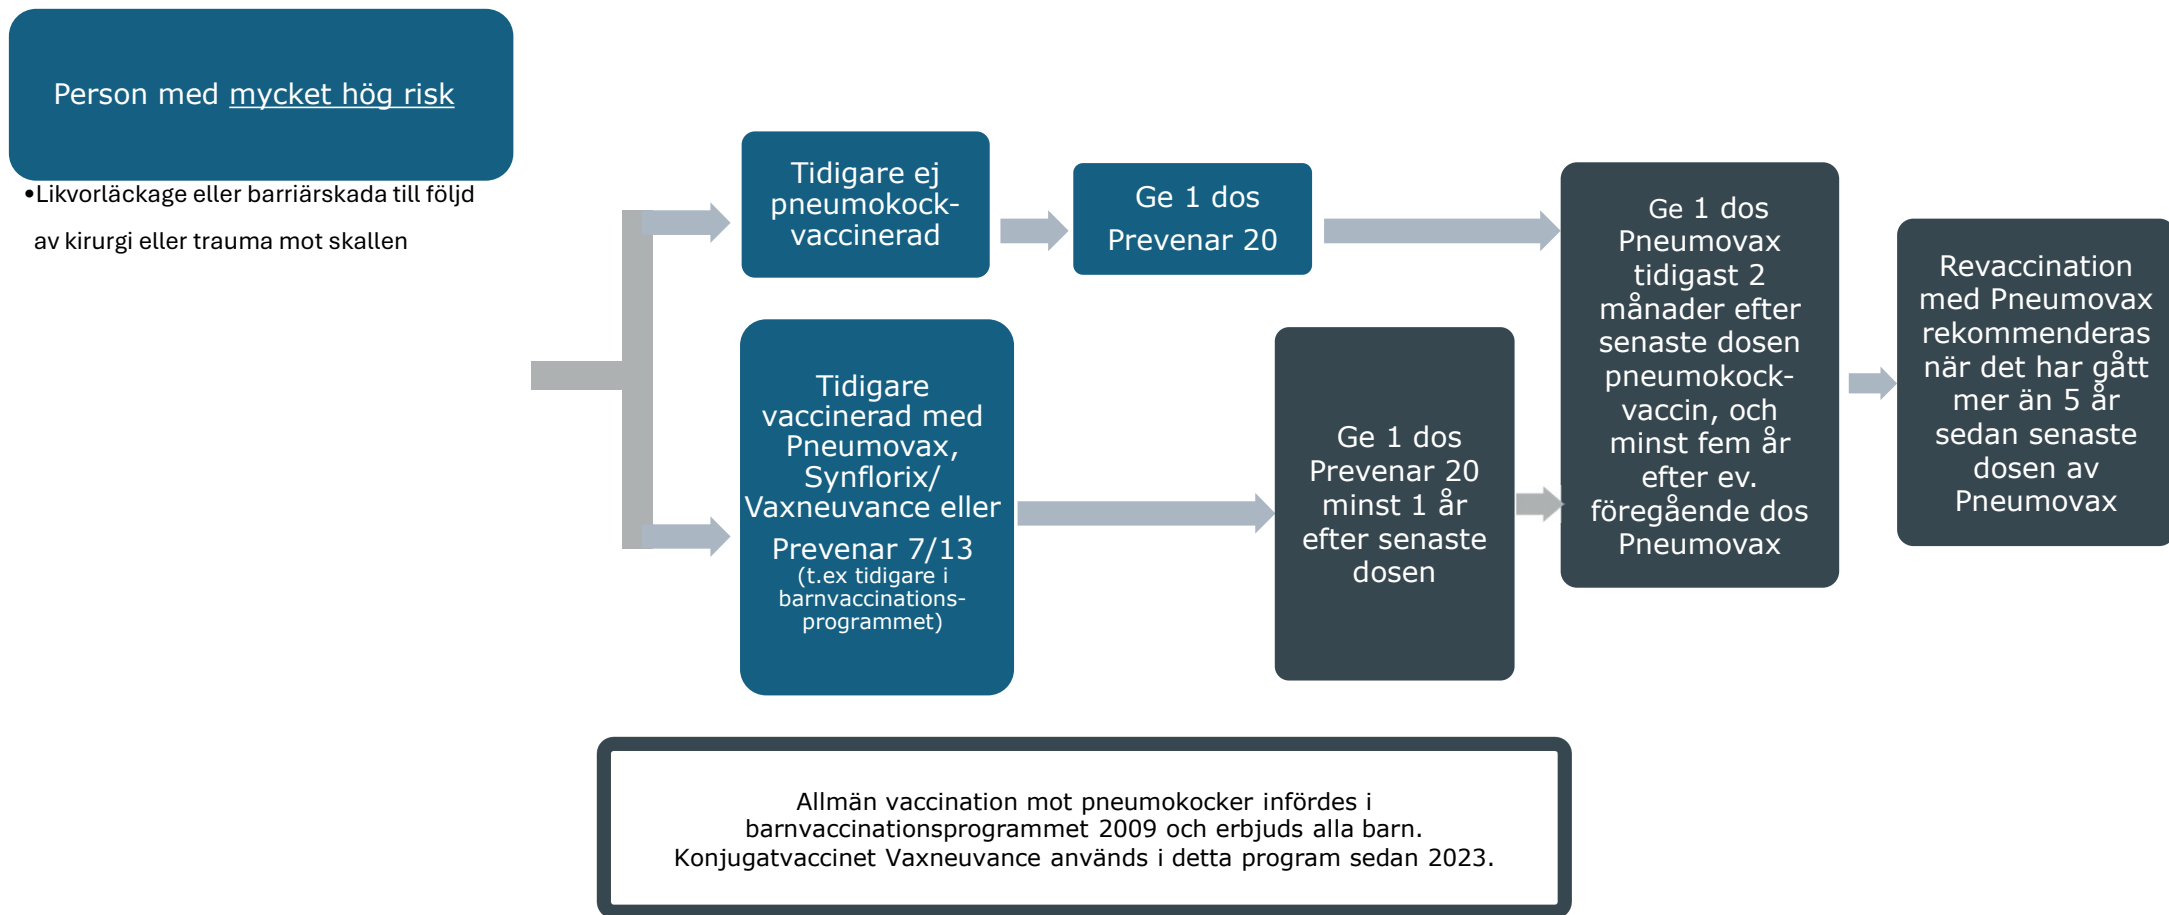 Person med mycket hög risk
•Likvorläckage eller barriärskada till följd
av kirurgi eller trauma mot skallen
Tidigare ej
pneumokock-
vaccinerad
Ge 1 dos
Prevenar 20
Tidigare
vaccinerad med
Pneumovax,
Synflorix/
Vaxneuvance eller
Prevenar 7/13
(t.ex tidigare i
barnvaccinations-
programmet)
Ge 1 dos
Prevenar 20
minst 1 år
efter senaste
dosen
Ge 1 dos
Pneumovax
tidigast 2
månader efter
senaste dosen
pneumokock-
vaccin, och
minst fem år
efter ev.
föregående dos
Pneumovax
Revaccination
med Pneumovax
rekommenderas
när det har gått
mer än 5 år
sedan senaste
dosen av
Pneumovax
Allmän vaccination mot pneumokocker infördes i
barnvaccinationsprogrammet 2009 och erbjuds alla barn.
Konjugatvaccinet Vaxneuvance används i detta program sedan 2023.